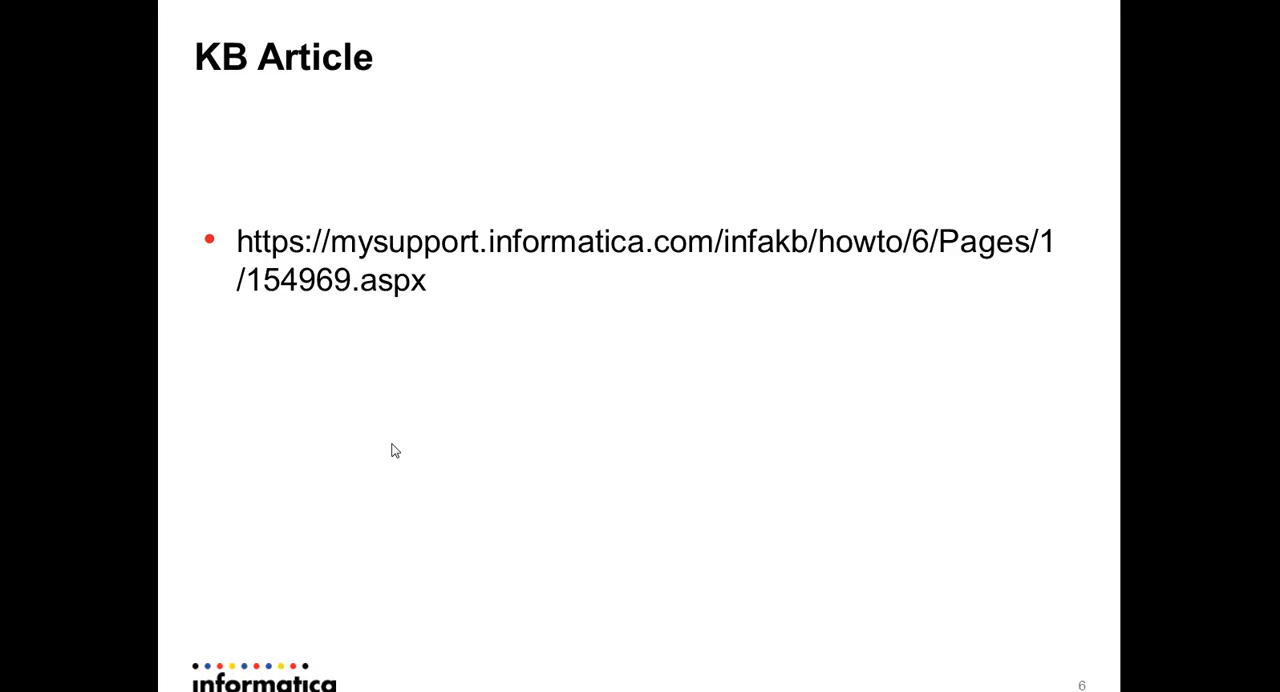 KB Article
• https://mysupport.informatica.com/infakb/howto/6/Pages/1
/154969.aspx
informatica
6